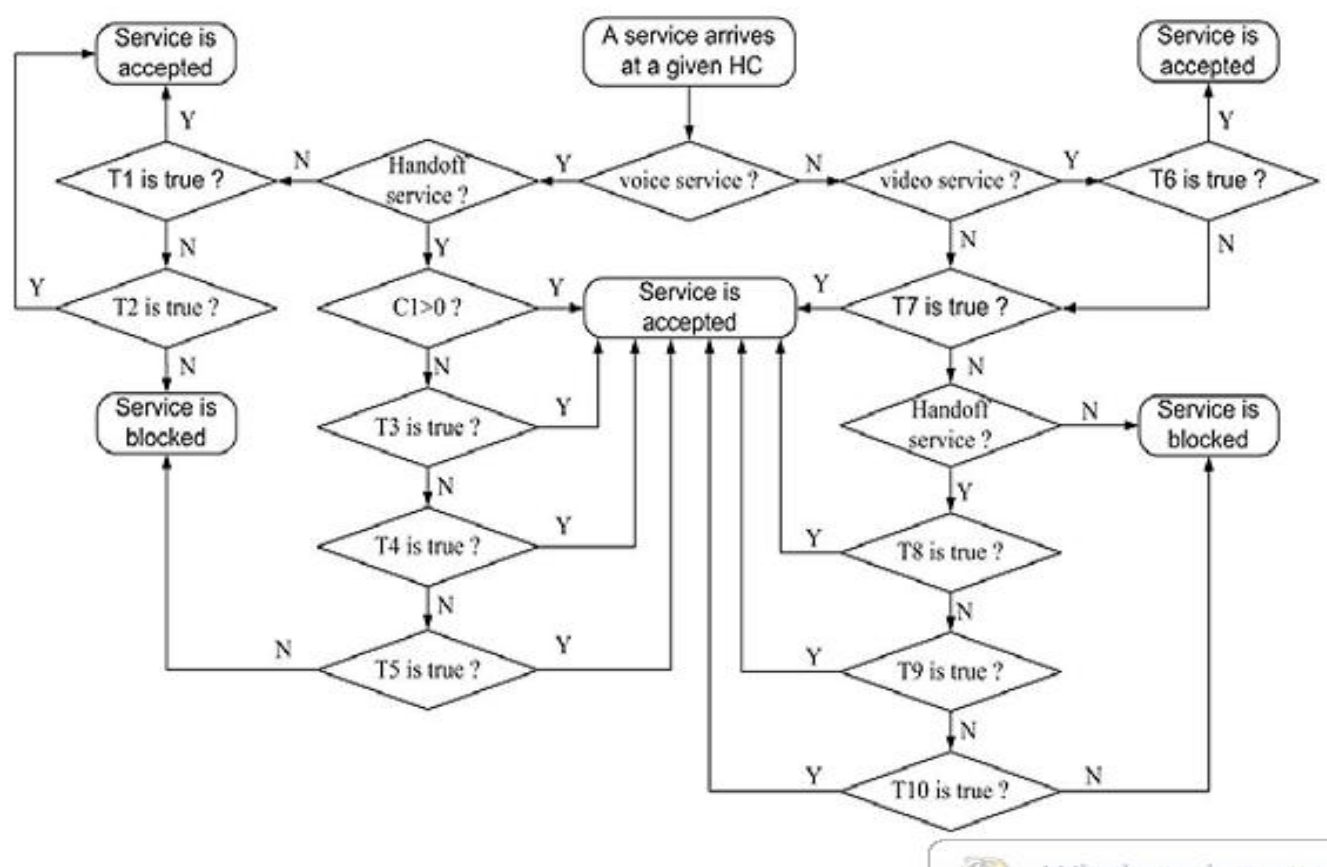 Service is
accepted
A service arrives
at a given HC
Service is
accepted
Y
Y
T1 is true ?
N
Handoff
service ?
Y
voice service ?
N
video service ?
Y
T6 is true ?
N
Y
N
N
Y
T2 is true ?
C1>0 ?
Y
Service is
accepted
Y
T7 is true ?
N
N
N
Service is
blocked
T3 is true ?
Y
Handoff
service ?
N
Service is
blocked
N
Y
T4 is true ?
Y
Y
T8 is true ?
N
N
N
T5 is true ?
Y
Y
T9 is true ?
N
Y
T10 is true ?
N